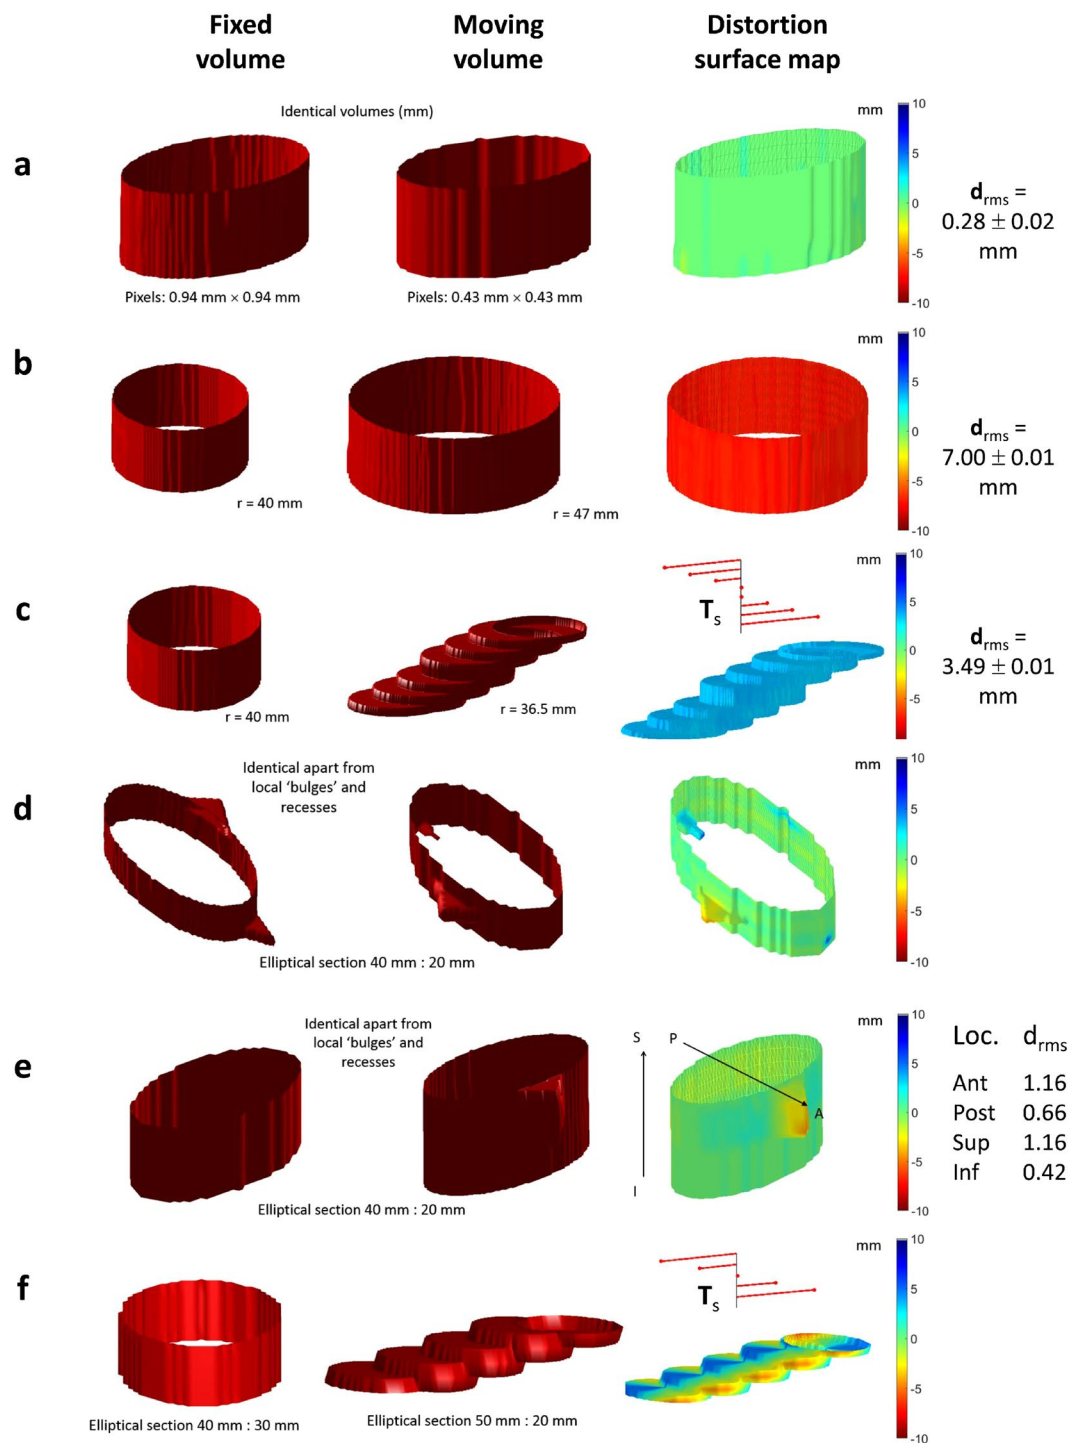 Fixed volume
Moving volume
Distortion surface map
a
Identical volumes (mm)
Pixels: 0.94 mm × 0.94 mm
Pixels: 0.43 mm × 0.43 mm
mm
10
5
0
-5
-10
d_rms =
0.28 ± 0.02
mm
b
r = 40 mm
r = 47 mm
mm
10
5
0
-5
-10
d_rms =
7.00 ± 0.01
mm
c
r = 40 mm
r = 36.5 mm
T_s
mm
10
5
0
-5
d_rms =
3.49 ± 0.01
mm
d
Identical apart from
local ‘bulges’ and
recesses
Elliptical section 40 mm : 20 mm
mm
10
5
0
-5
-10
e
Identical apart from
local ‘bulges’ and
recesses
Elliptical section 40 mm : 20 mm
S
P
A
I
mm
10
5
0
-5
-10
Loc. d_rms
Ant 1.16
Post 0.66
Sup 1.16
Inf 0.42
f
Elliptical section 40 mm : 30 mm
Elliptical section 50 mm : 20 mm
T_s
mm
10
5
0
-5
-10